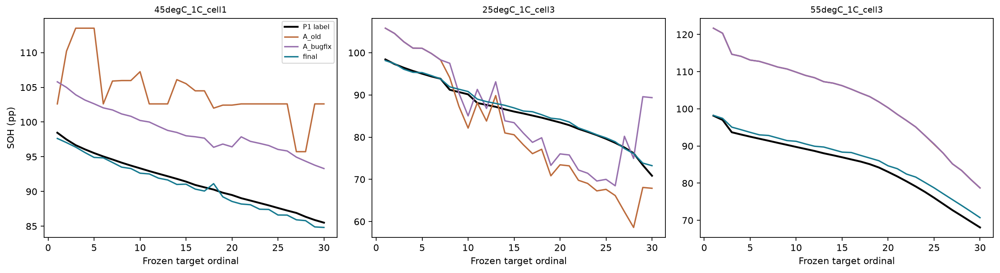 45degC_1C_cell1
25degC_1C_cell3
55degC_1C_cell3
P1 label
A_old
A_bugfix
final
SOH (pp)
110
105
100
95
90
85
0 5 10 15 20 25 30
Frozen target ordinal
100
90
80
70
60
0 5 10 15 20 25 30
Frozen target ordinal
120
110
100
90
80
70
0 5 10 15 20 25 30
Frozen target ordinal